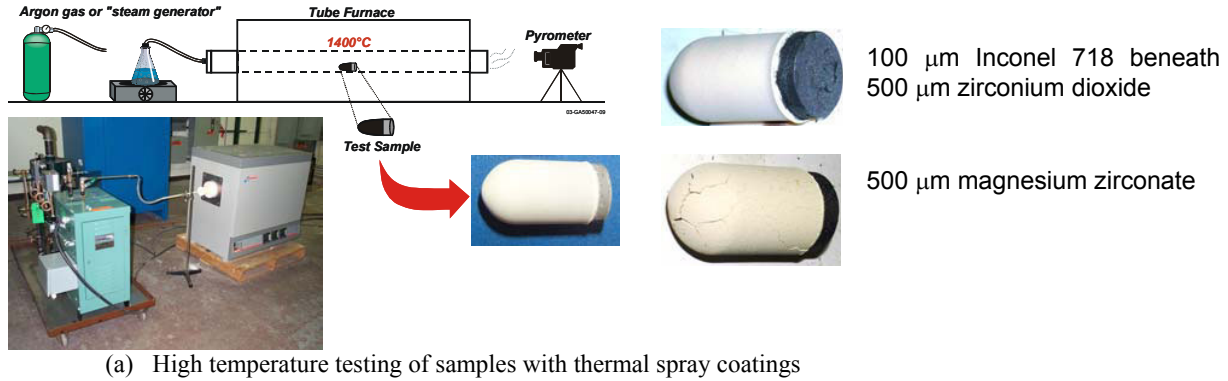 Argon gas or "steam generator"
Tube Furnace
1400°C
Pyrometer
03-GA50047-09
Test Sample
100 μm Inconel 718 beneath
500 μm zirconium dioxide
500 μm magnesium zirconate
(a) High temperature testing of samples with thermal spray coatings